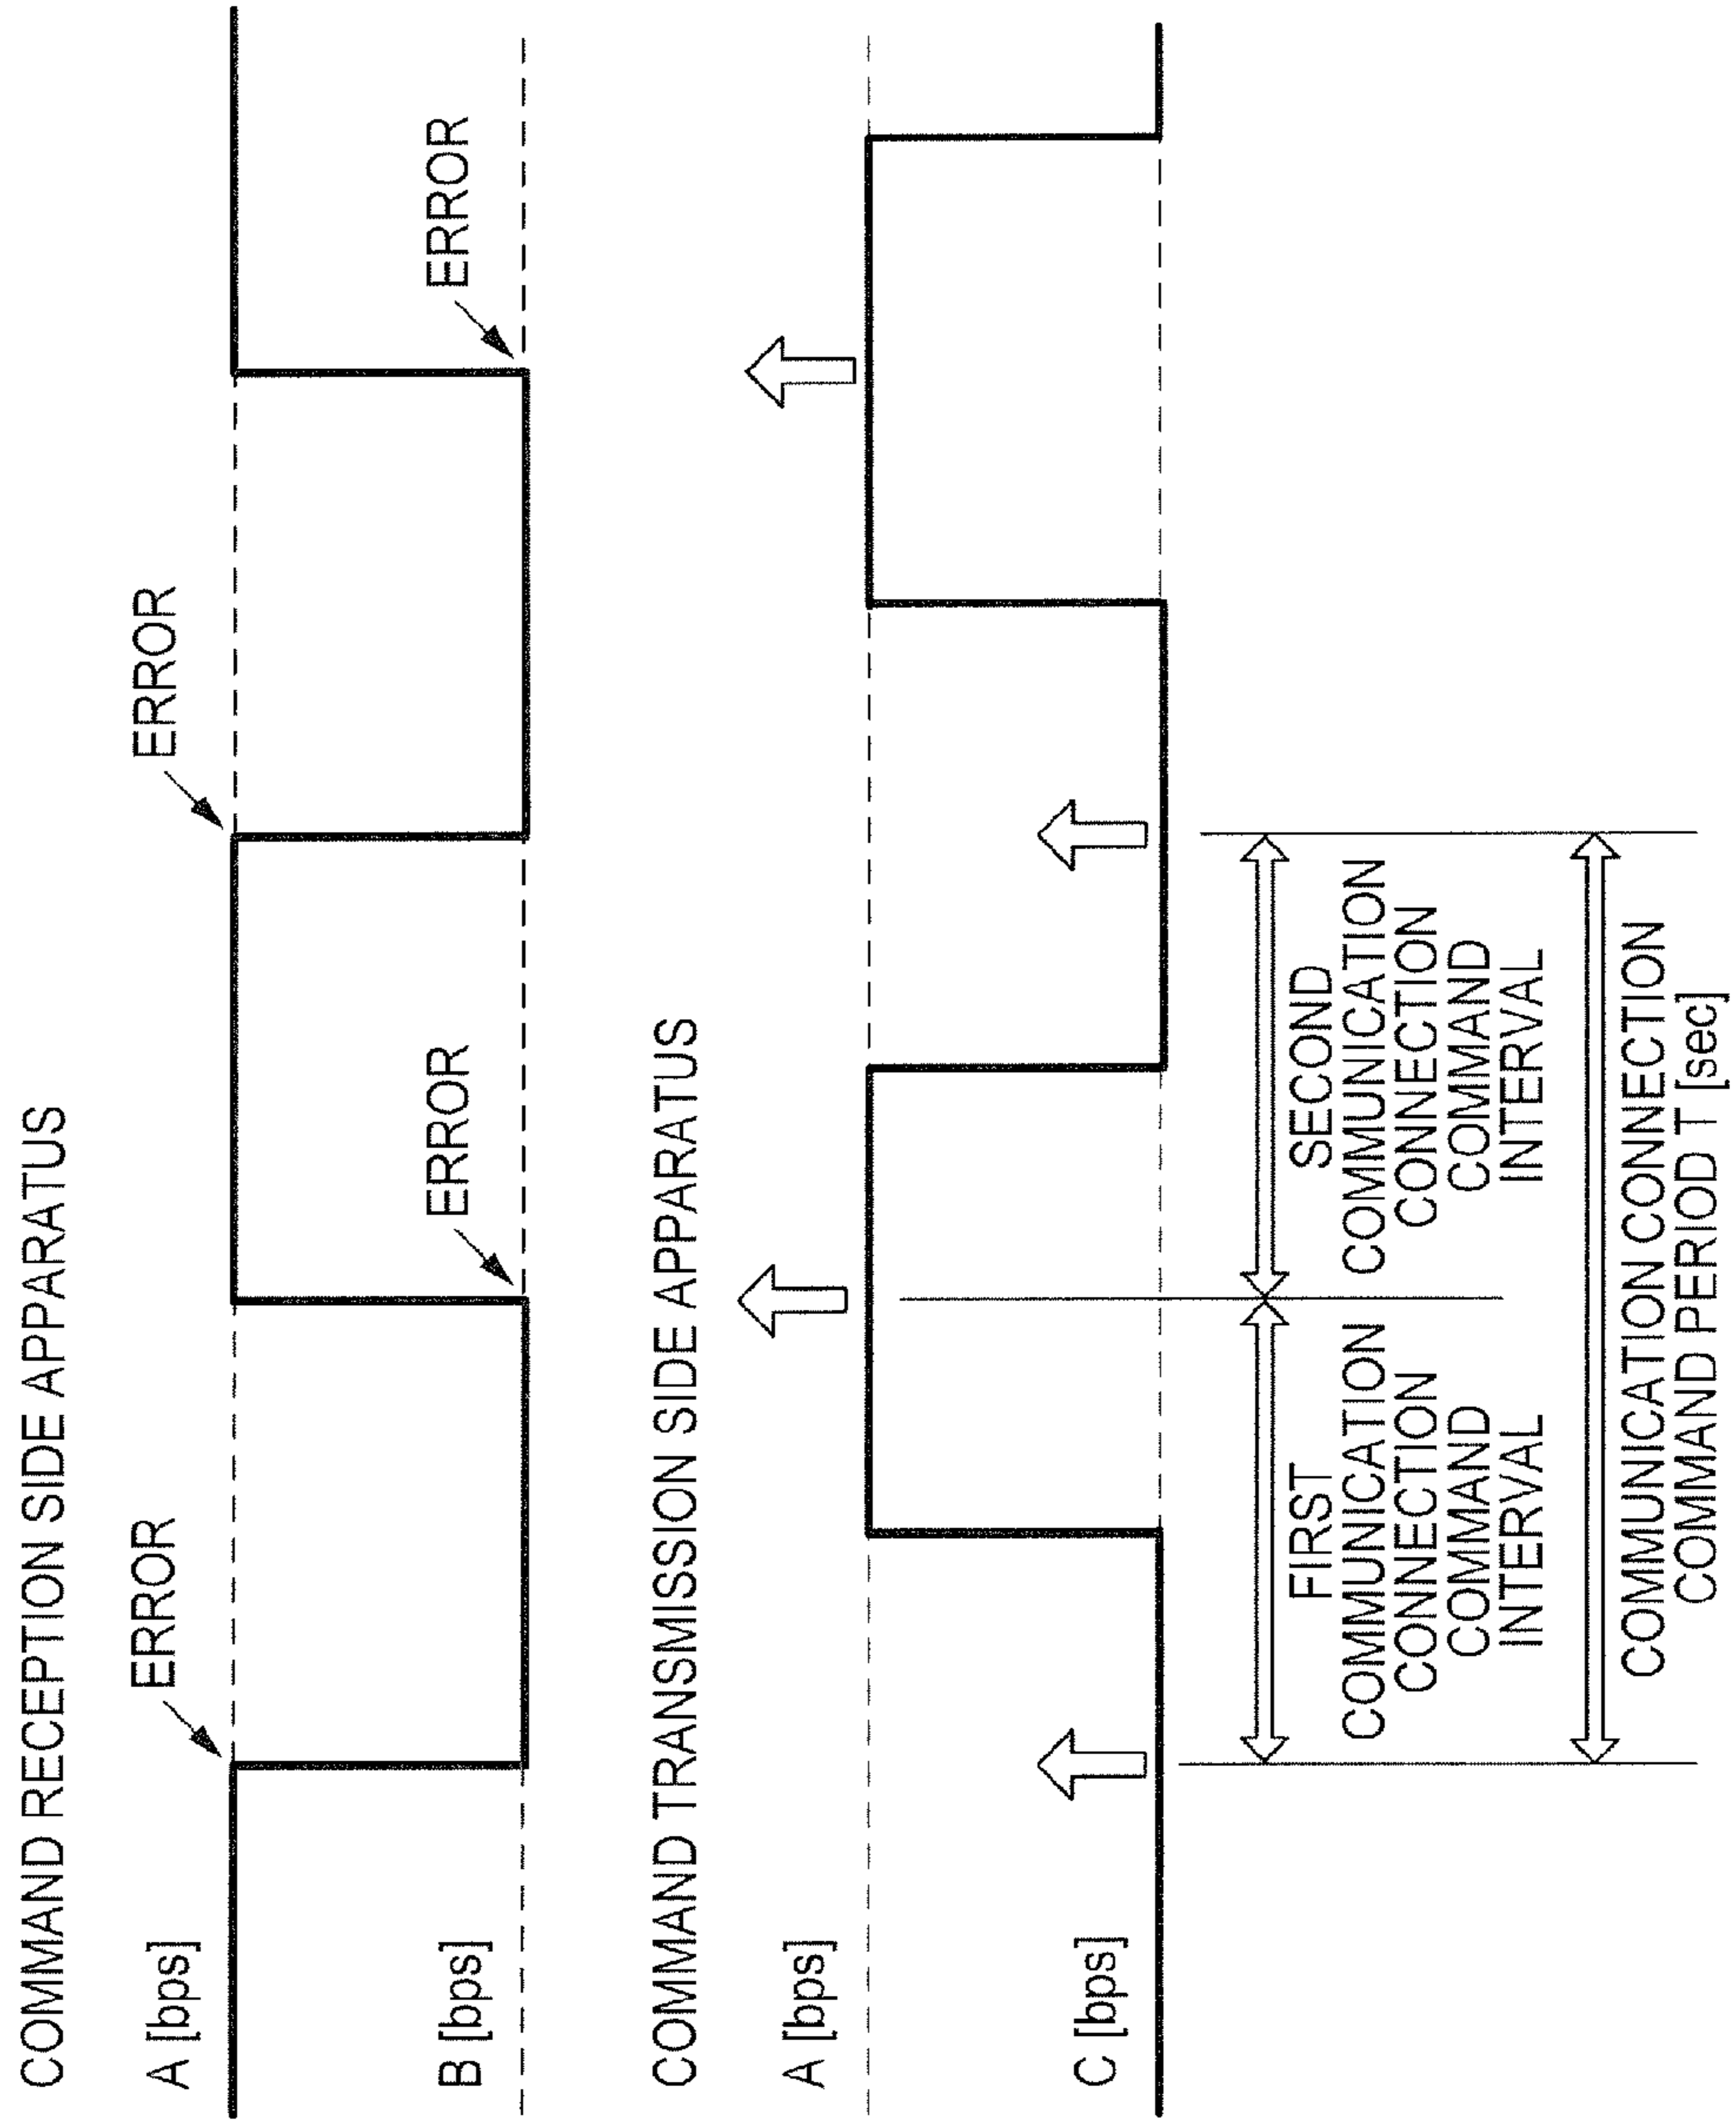 COMMAND RECEPTION SIDE APPARATUS
A [bps]
ERROR
ERROR
B [bps]
ERROR
ERROR
COMMAND TRANSMISSION SIDE APPARATUS
A [bps]
C [bps]
FIRST
COMMUNICATION
CONNECTION
COMMAND
INTERVAL
SECOND
COMMUNICATION
CONNECTION
COMMAND
INTERVAL
COMMUNICATION CONNECTION
COMMAND PERIOD T [sec]